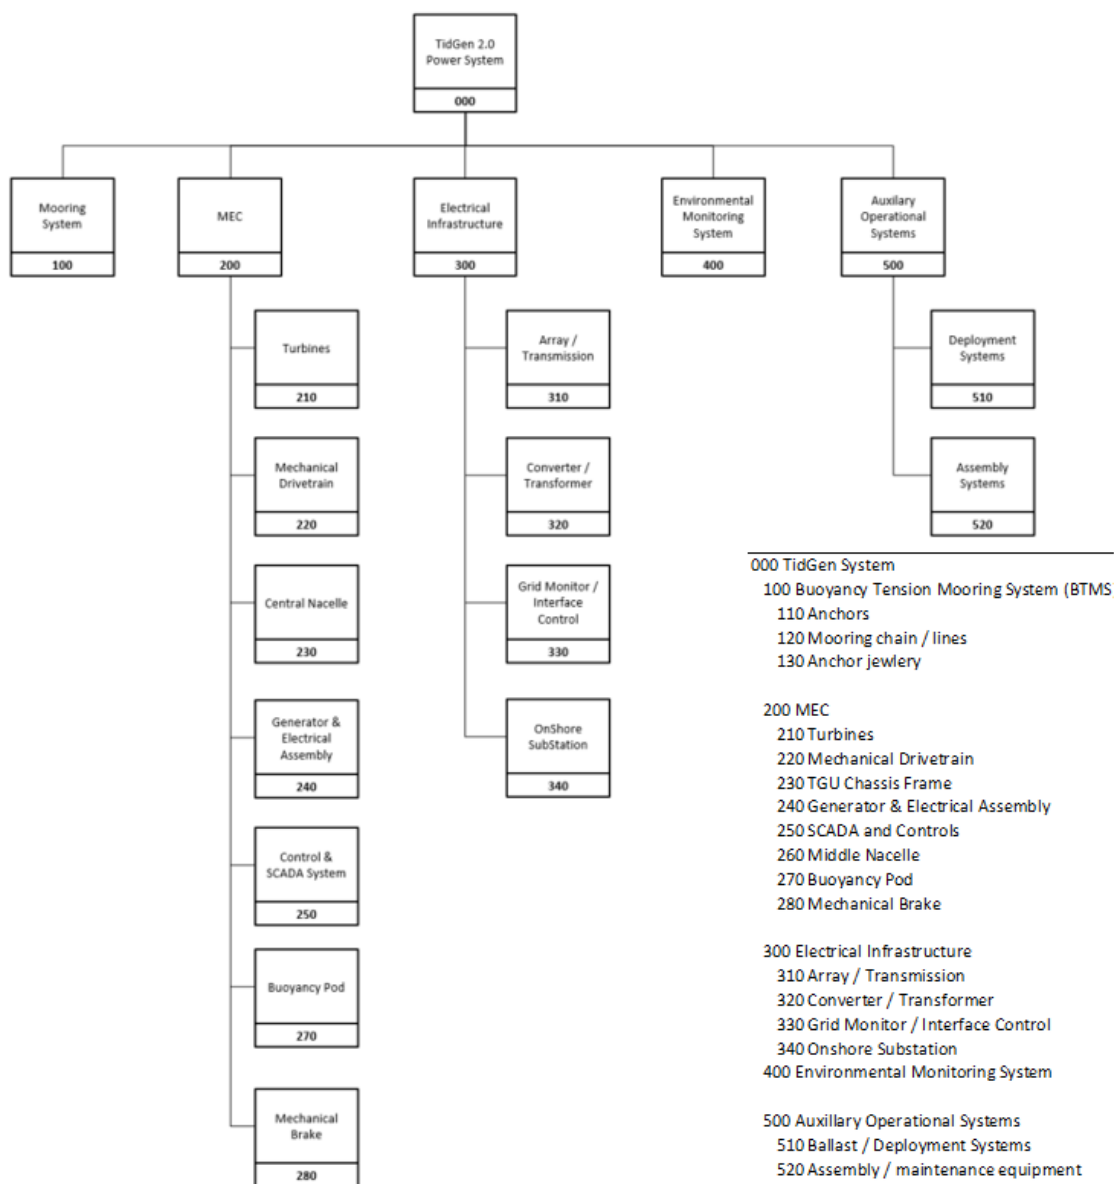 TidGen 2.0
Power System
000
Mooring
System
100
MEC
200
Electrical
Infrastructure
300
Environmental
Monitoring
System
400
Auxilary
Operational
Systems
500
Turbines
210
Mechanical
Drivetrain
220
Central Nacelle
230
Generator &
Electrical
Assembly
240
Control &
SCADA System
250
Buoyancy Pod
270
Mechanical
Brake
280
Array /
Transmission
310
Converter /
Transformer
320
Grid Monitor /
Interface
Control
330
OnShore
SubStation
340
Deployment
Systems
510
Assembly
Systems
520
000 TidGen System
100 Buoyancy Tension Mooring System (BTMS
110 Anchors
120 Mooring chain / lines
130 Anchor jewlery
200 MEC
210 Turbines
220 Mechanical Drivetrain
230 TGU Chassis Frame
240 Generator & Electrical Assembly
250 SCADA and Controls
260 Middle Nacelle
270 Buoyancy Pod
280 Mechanical Brake
300 Electrical Infrastructure
310 Array / Transmission
320 Converter / Transformer
330 Grid Monitor / Interface Control
340 Onshore Substation
400 Environmental Monitoring System
500 Auxillary Operational Systems
510 Ballast / Deployment Systems
520 Assembly / maintenance equipment